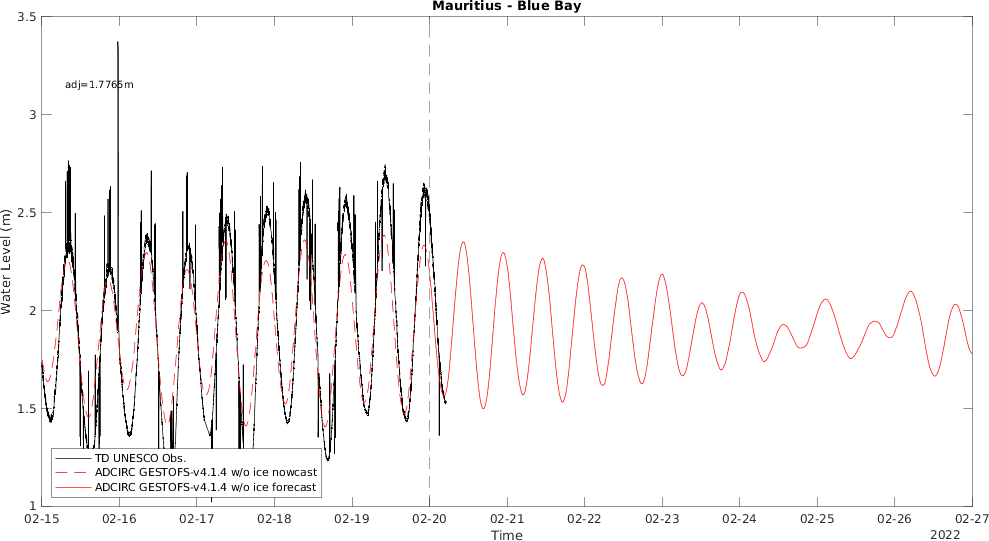 Mauritius - Blue Bay
3.5
adj=1.7765m
3
2.5
Water Level (m)
2
1.5
TD UNESCO Obs.
ADCIRC GESTOFS-v4.1.4 w/o ice nowcast
ADCIRC GESTOFS-v4.1.4 w/o ice forecast
1
02-15 02-16 02-17 02-18 02-19 02-20 02-21 02-22 02-23 02-24 02-25 02-26 02-27
Time
2022